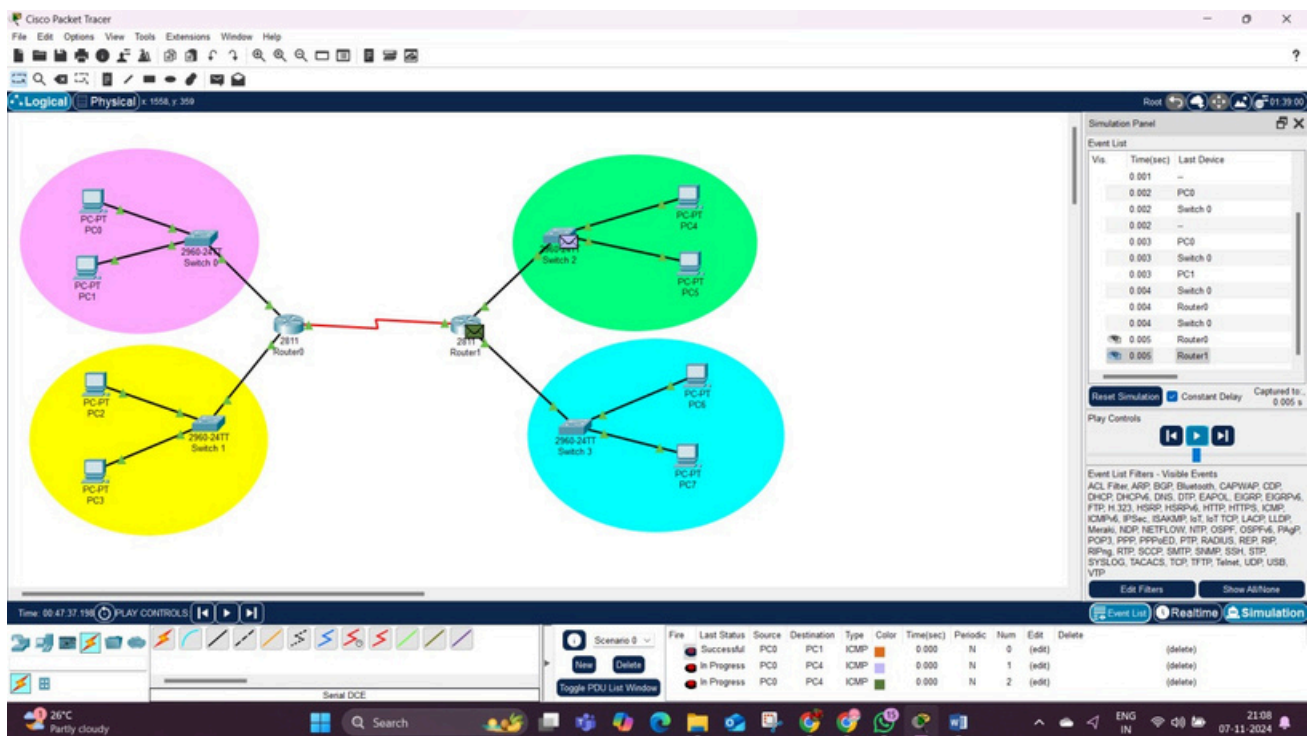 Cisco Packet Tracer
File Edit Options View Tools Extensions Window Help
?
Logical Physical x: 1558, y: 359
Root 01:39:00
PC-PT
PC0
PC-PT
PC1
2960-24TT
Switch 0
PC-PT
PC2
PC-PT
PC3
2960-24TT
Switch 1
2811
Router0
2811
Router1
Switch 2
PC-PT
PC4
PC-PT
PC5
2960-24TT
Switch 3
PC-PT
PC6
PC-PT
PC7
Simulation Panel
Event List
Vis. Time(sec) Last Device
0.001 --
0.002 PC0
0.002 Switch 0
0.002 --
0.003 PC0
0.003 Switch 0
0.003 PC1
0.004 Switch 0
0.004 Router0
0.004 Switch 0
0.005 Router0
0.005 Router1
Reset Simulation Constant Delay Captured to:
0.005 s
Play Controls
Event List Filters - Visible Events
ACL Filter, ARP, BGP, Bluetooth, CAPWAP, CDP,
DHCP, DHCPv6, DNS, DTP, EAPOL, EIGRP, EIGRPv6,
FTP, H.323, HSRP, HSRPv6, HTTP, HTTPS, ICMP,
ICMPv6, IPSec, ISAKMP, IoT, IoT TCP, LACP, LLDP,
Meraki, NDP, NETFLOW, NTP, OSPF, OSPFv6, PAgP,
POP3, PPP, PPPoED, PTP, RADIUS, REP, RIP,
RIPng, RTP, SCCP, SMTP, SNMP, SSH, STP,
SYSLOG, TACACS, TCP, TFTP, Telnet, UDP, USB,
VTP
Edit Filters Show All/None
Time: 00:47:37.198 PLAY CONTROLS
Event List Realtime Simulation
Serial DCE
Scenario 0
New Delete
Toggle PDU List Window
Fire Last Status Source Destination Type Color Time(sec) Periodic Num Edit Delete
Successful PC0 PC1 ICMP 0.000 N 0 (edit) (delete)
In Progress PC0 PC4 ICMP 0.000 N 1 (edit) (delete)
In Progress PC0 PC4 ICMP 0.000 N 2 (edit) (delete)
26°C
Partly cloudy
Search
ENG
IN
21:08
07-11-2024